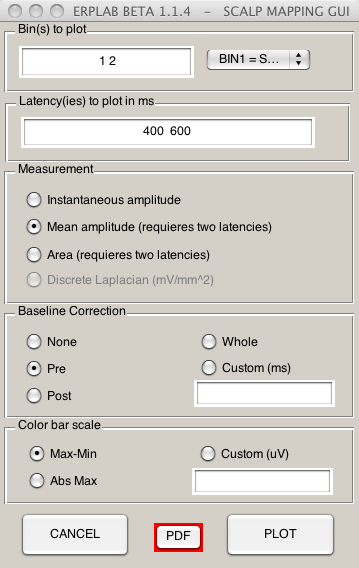 ERPLAB BETA 1.1.4 - SCALP MAPPING GUI
Bin(s) to plot
1 2
BIN1 = S...
Latency(ies) to plot in ms
400 600
Measurement
Instantaneous amplitude
Mean amplitude (requieres two latencies)
Area (requieres two latencies)
Discrete Laplacian (mV/mm^2)
Baseline Correction
None
Whole
Pre
Custom (ms)
Post
Color bar scale
Max-Min
Custom (uV)
Abs Max
CANCEL
PDF
PLOT